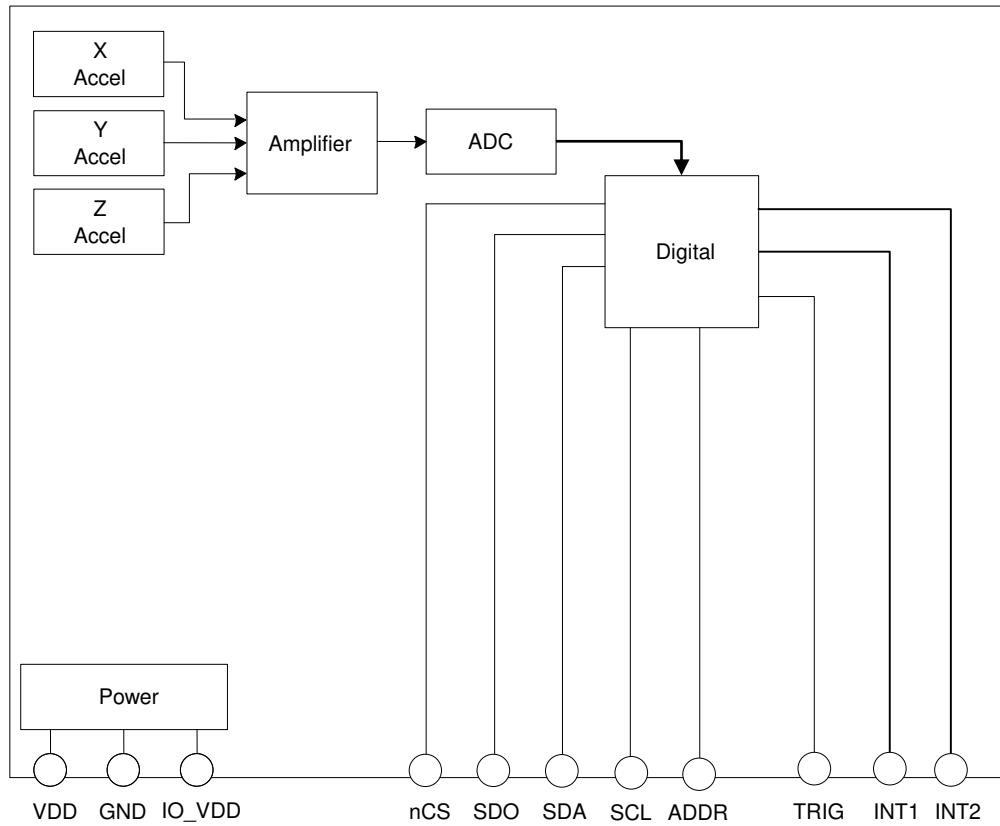 X
Accel
Y
Accel
Z
Accel
Amplifier
ADC
Digital
Power
VDD
GND
IO_VDD
nCS
SDO
SDA
SCL
ADDR
TRIG
INT1
INT2